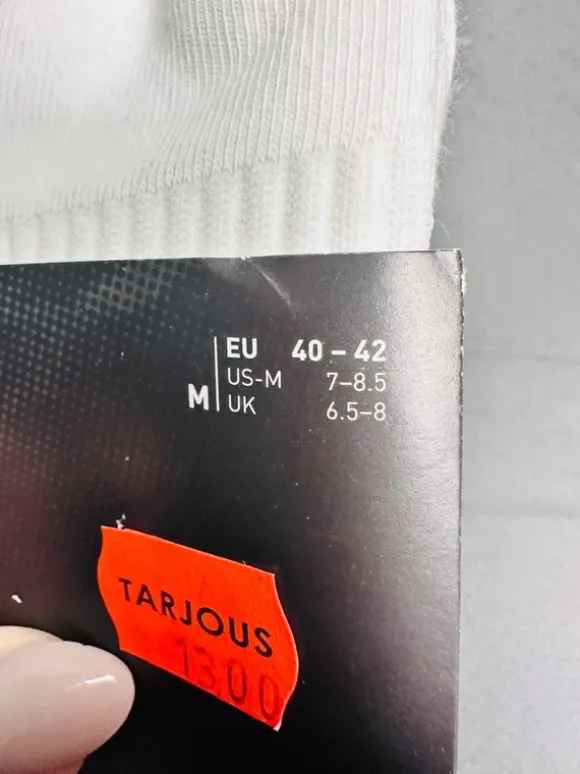 M
EU 40 – 42
US-M 7–8.5
UK 6.5–8
TARJOUS
13.00